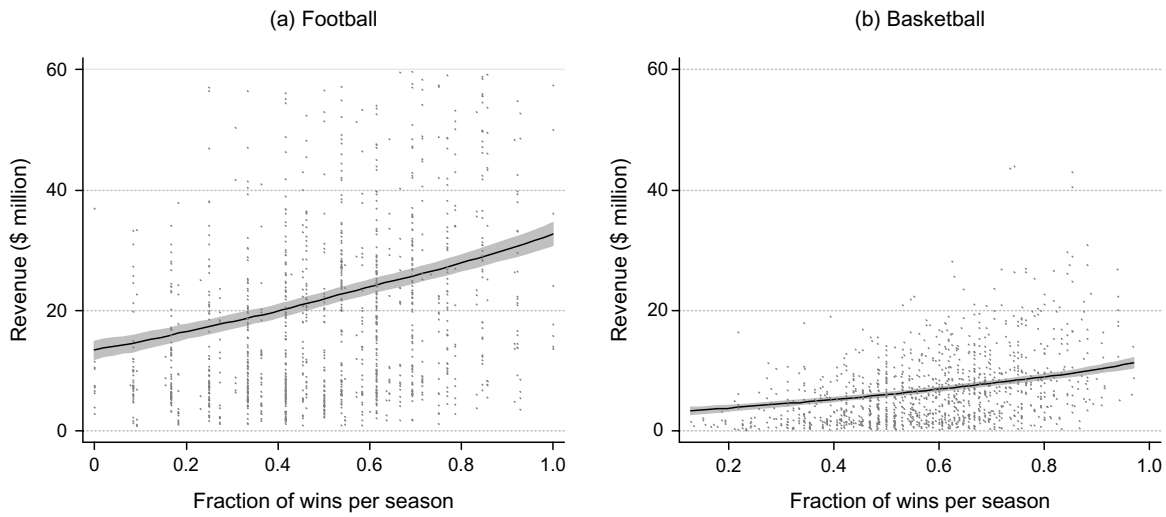 (a) Football
Revenue ($ million)
60
40
20
0
0 0.2 0.4 0.6 0.8 1.0
Fraction of wins per season
(b) Basketball
Revenue ($ million)
60
40
20
0
0.2 0.4 0.6 0.8 1.0
Fraction of wins per season